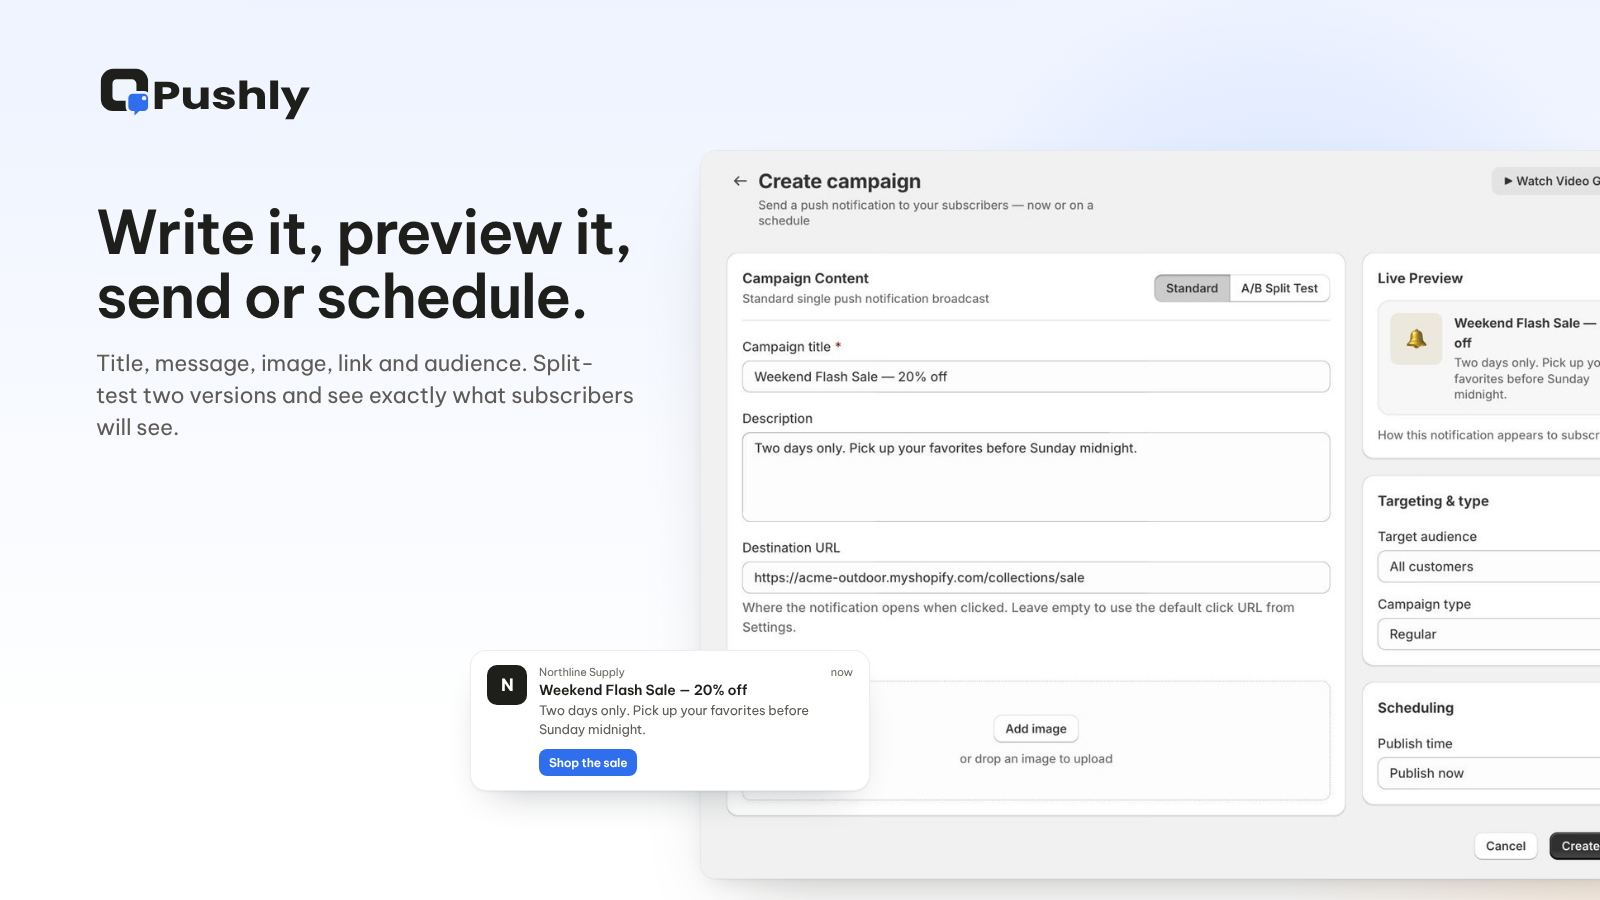 Pushly
Write it, preview it,
send or schedule.
Title, message, image, link and audience. Split-
test two versions and see exactly what subscribers
will see.
Create campaign
Send a push notification to your subscribers — now or on a
schedule
Watch Video G
Campaign Content
Standard single push notification broadcast
Standard
A/B Split Test
Campaign title *
Weekend Flash Sale — 20% off
Description
Two days only. Pick up your favorites before Sunday midnight.
Destination URL
https://acme-outdoor.myshopify.com/collections/sale
Where the notification opens when clicked. Leave empty to use the default click URL from
Settings.
Add image
or drop an image to upload
Live Preview
Weekend Flash Sale —
off
Two days only. Pick up yo
favorites before Sunday
midnight.
How this notification appears to subscr
Targeting & type
Target audience
All customers
Campaign type
Regular
Scheduling
Publish time
Publish now
Cancel
Create
N
Northline Supply
now
Weekend Flash Sale — 20% off
Two days only. Pick up your favorites before
Sunday midnight.
Shop the sale